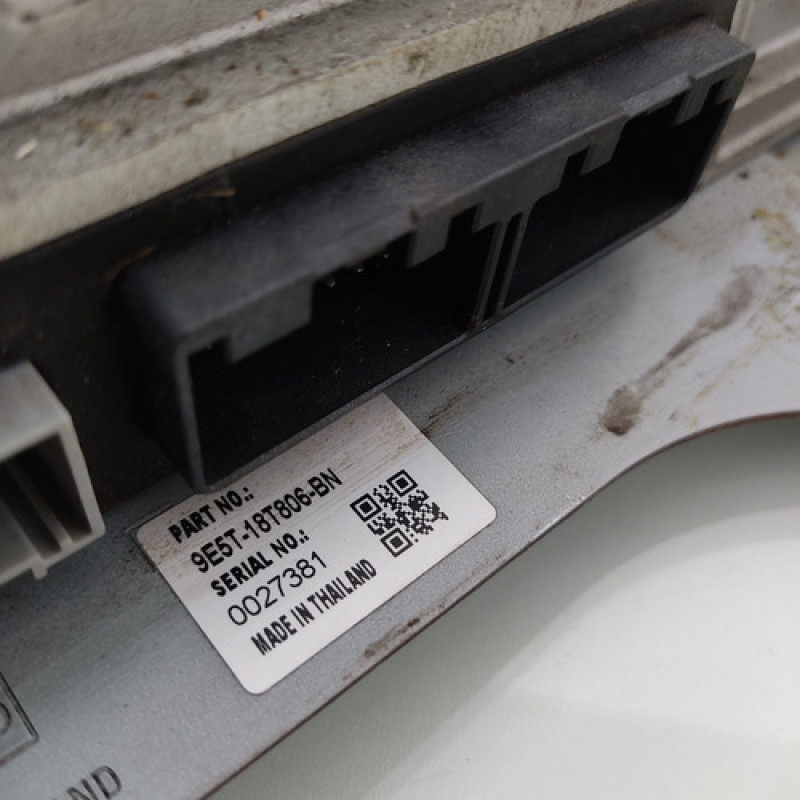 PART NO.:
9E5T-18T806-BN
SERIAL NO.:
0027381
MADE IN THAILAND